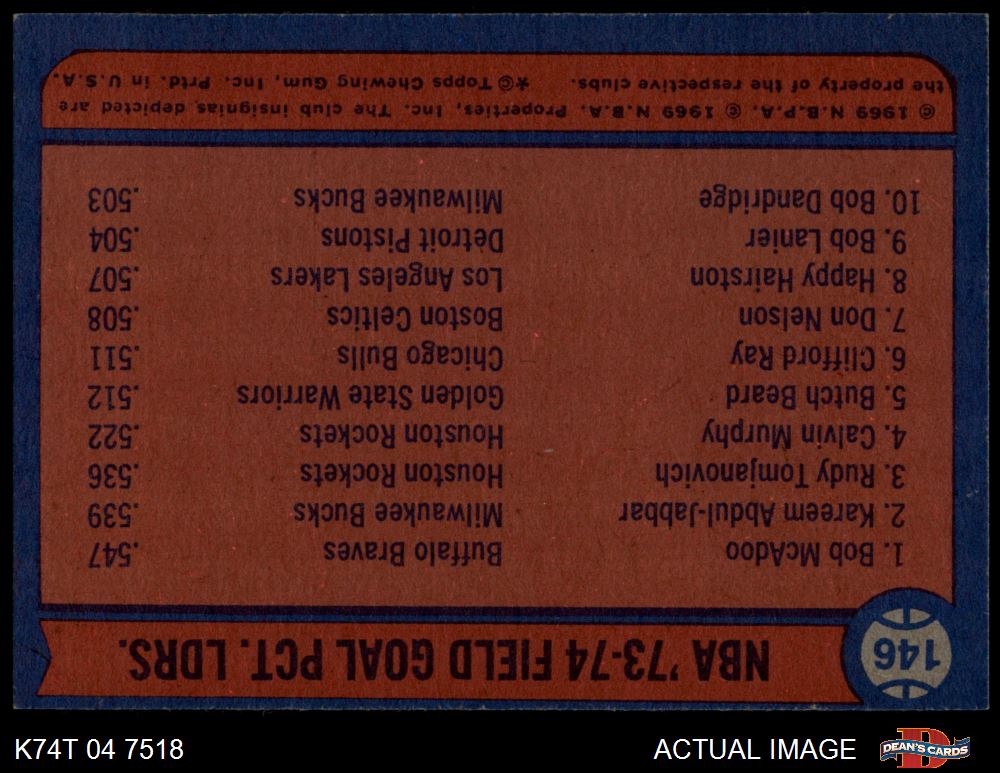 146
NBA '73-74 FIELD GOAL PCT. LDRS.
1. Bob McAdoo Buffalo Braves .547
2. Kareem Abdul-Jabbar Milwaukee Bucks .539
3. Rudy Tomjanovich Houston Rockets .536
4. Calvin Murphy Houston Rockets .522
5. Butch Beard Golden State Warriors .512
6. Clifford Ray Chicago Bulls .511
7. Don Nelson Boston Celtics .508
8. Happy Hairston Los Angeles Lakers .507
9. Bob Lanier Detroit Pistons .504
10. Bob Dandridge Milwaukee Bucks .503
© 1969 N.B.P.A. © 1969 N.B.A. Properties, Inc. The club insignias depicted are
the property of the respective clubs. *© Topps Chewing Gum, Inc. Prtd. in U.S.A.
K74T 04 7518 ACTUAL IMAGE
DEAN'S CARDS